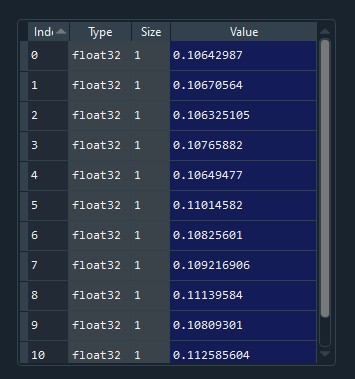 Inde Type Size Value
0 float32 1 0.10642987
1 float32 1 0.10670564
2 float32 1 0.106325105
3 float32 1 0.10765882
4 float32 1 0.10649477
5 float32 1 0.11014582
6 float32 1 0.10825601
7 float32 1 0.109216906
8 float32 1 0.11139584
9 float32 1 0.10809301
10 float32 1 0.112585604